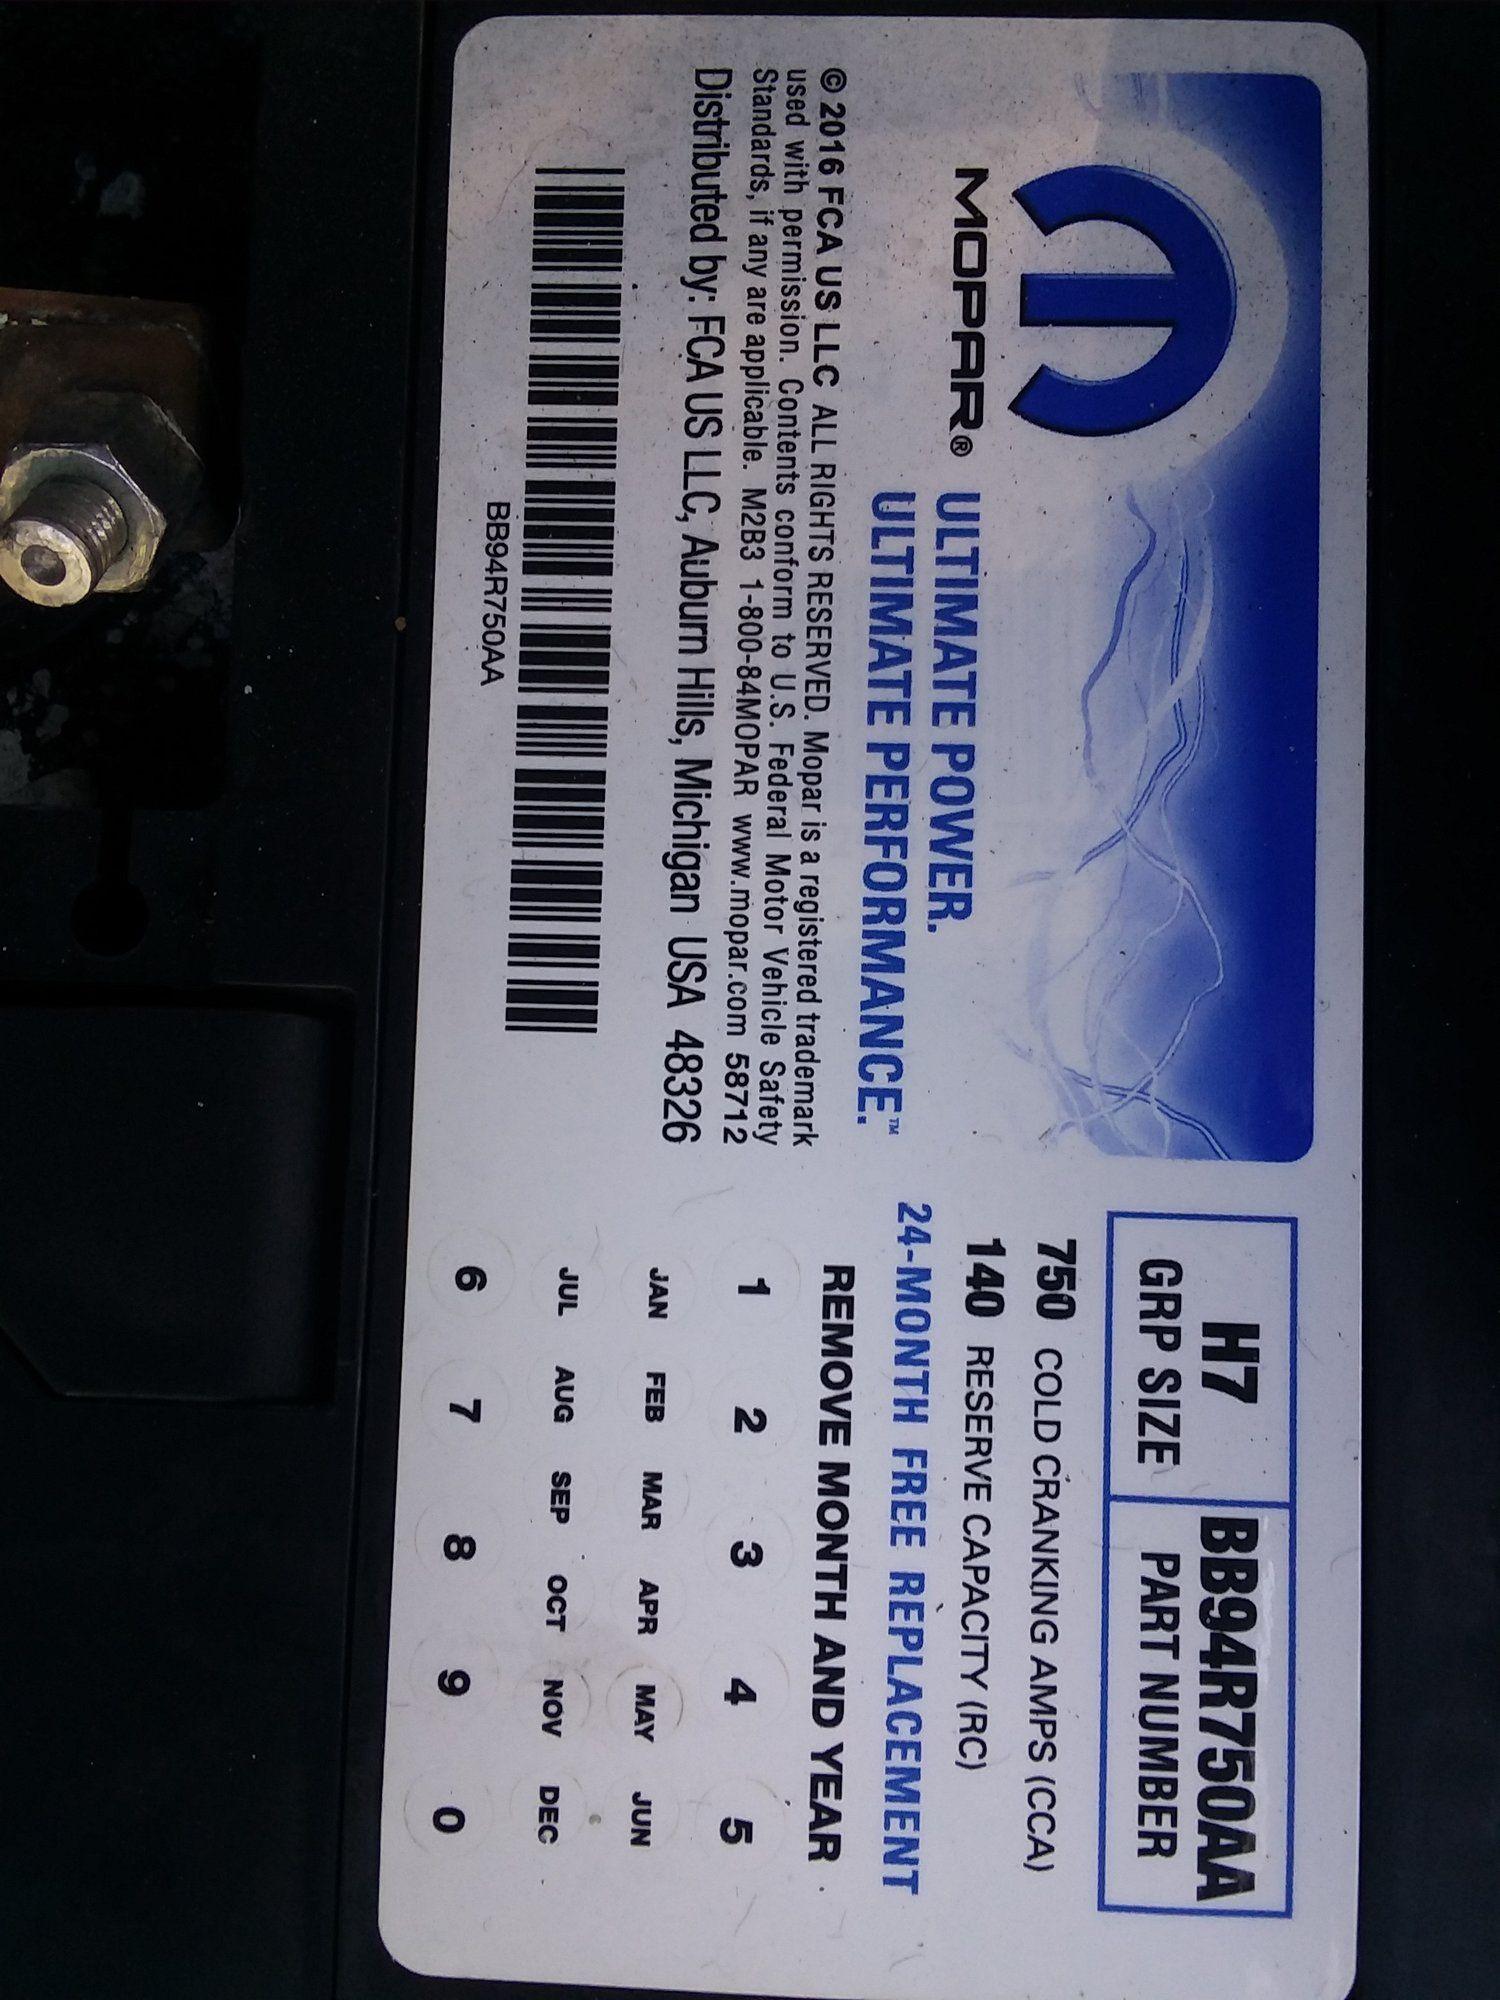 MOPAR®
ULTIMATE POWER.
ULTIMATE PERFORMANCE.™
© 2016 FCA US LLC ALL RIGHTS RESERVED. Mopar is a registered trademark
used with permission. Contents conform to U.S. Federal Motor Vehicle Safety
Standards, if any are applicable. M2B3 1-800-84MOPAR www.mopar.com 58712
Distributed by: FCA US LLC, Auburn Hills, Michigan USA 48326
BB94R750AA
H7 BB94R750AA
GRP SIZE PART NUMBER
750 COLD CRANKING AMPS (CCA)
140 RESERVE CAPACITY (RC)
24-MONTH FREE REPLACEMENT
REMOVE MONTH AND YEAR
1 2 3 4 5
JAN FEB MAR APR MAY JUN
JUL AUG SEP OCT NOV DEC
6 7 8 9 0